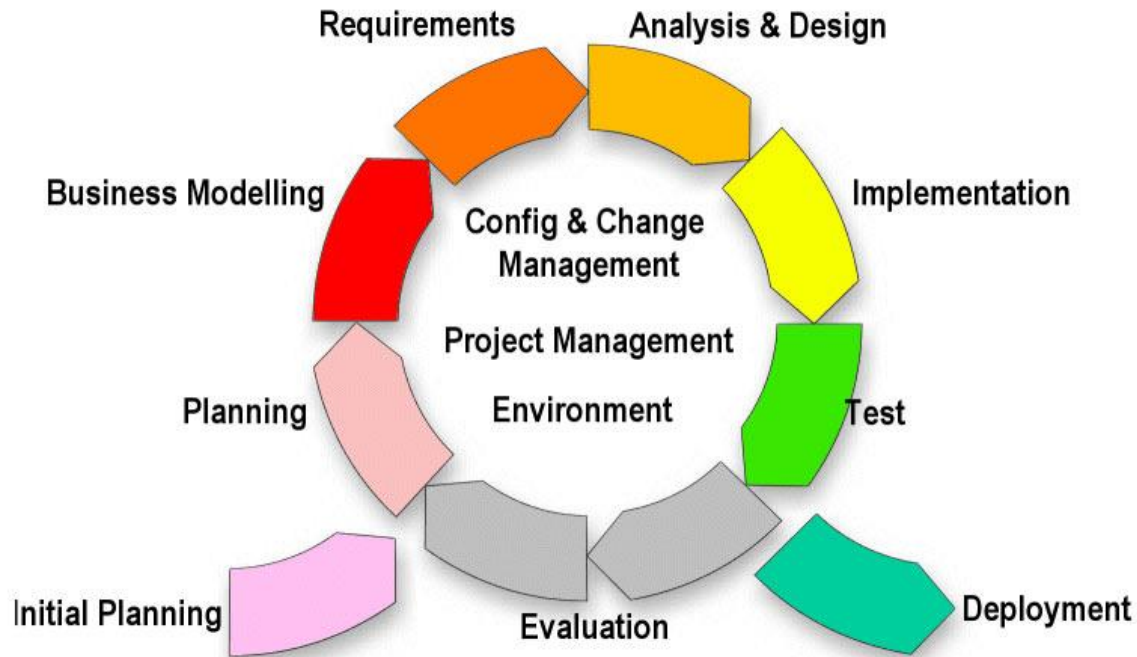 Requirements
Analysis & Design
Business Modelling
Implementation
Config & Change
Management
Project Management
Planning
Environment
Test
Initial Planning
Evaluation
Deployment